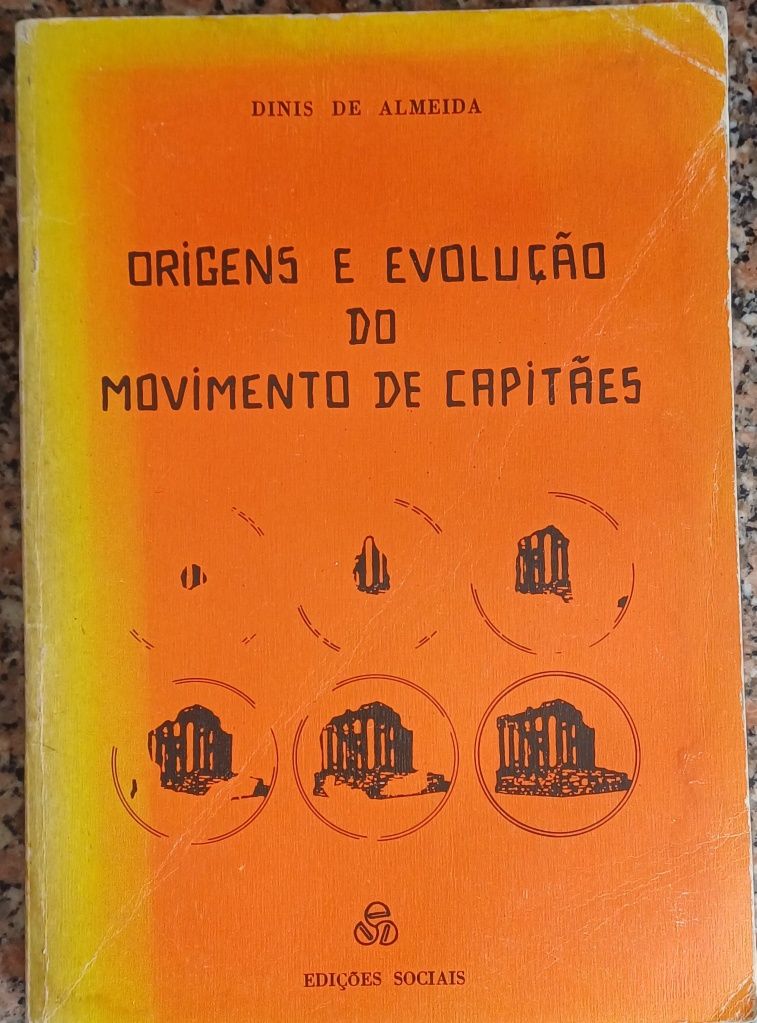 DINIS DE ALMEIDA
ORIGENS E EVOLUÇÃO
DO
MOVIMENTO DE CAPITÃES
EDIÇÕES SOCIAIS